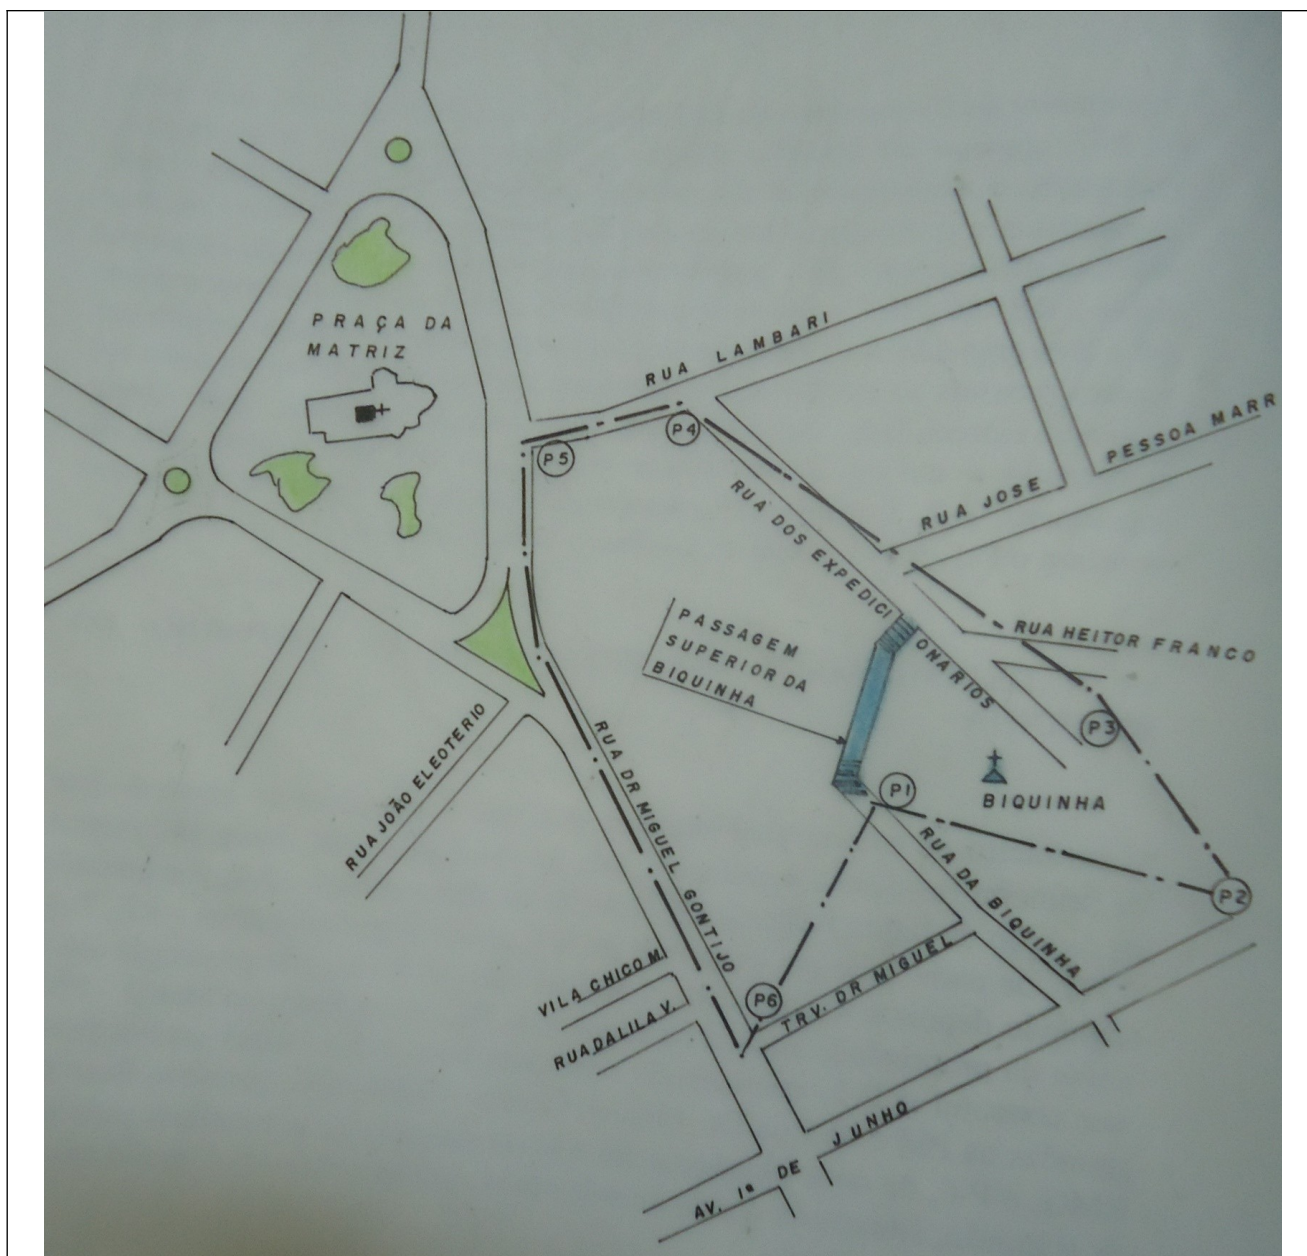 PRAÇA DA
MATRIZ
RUA LAMBARI
P4
P5
PESSOA MARR
RUA JOSE
RUA DOS EXPEDICI
ONARIOS
RUA HEITOR FRANCO
PASSAGEM
SUPERIOR DA
BIQUINHA
P3
RUA JOÃO ELEOTERIO
RUA DR MIGUEL GONTIJO
P1
BIQUINHA
RUA DA BIQUINHA
P2
VILA CHICO M.
RUA DALILA V.
P6
TRV. DR MIGUEL
AV. 1º DE JUNHO